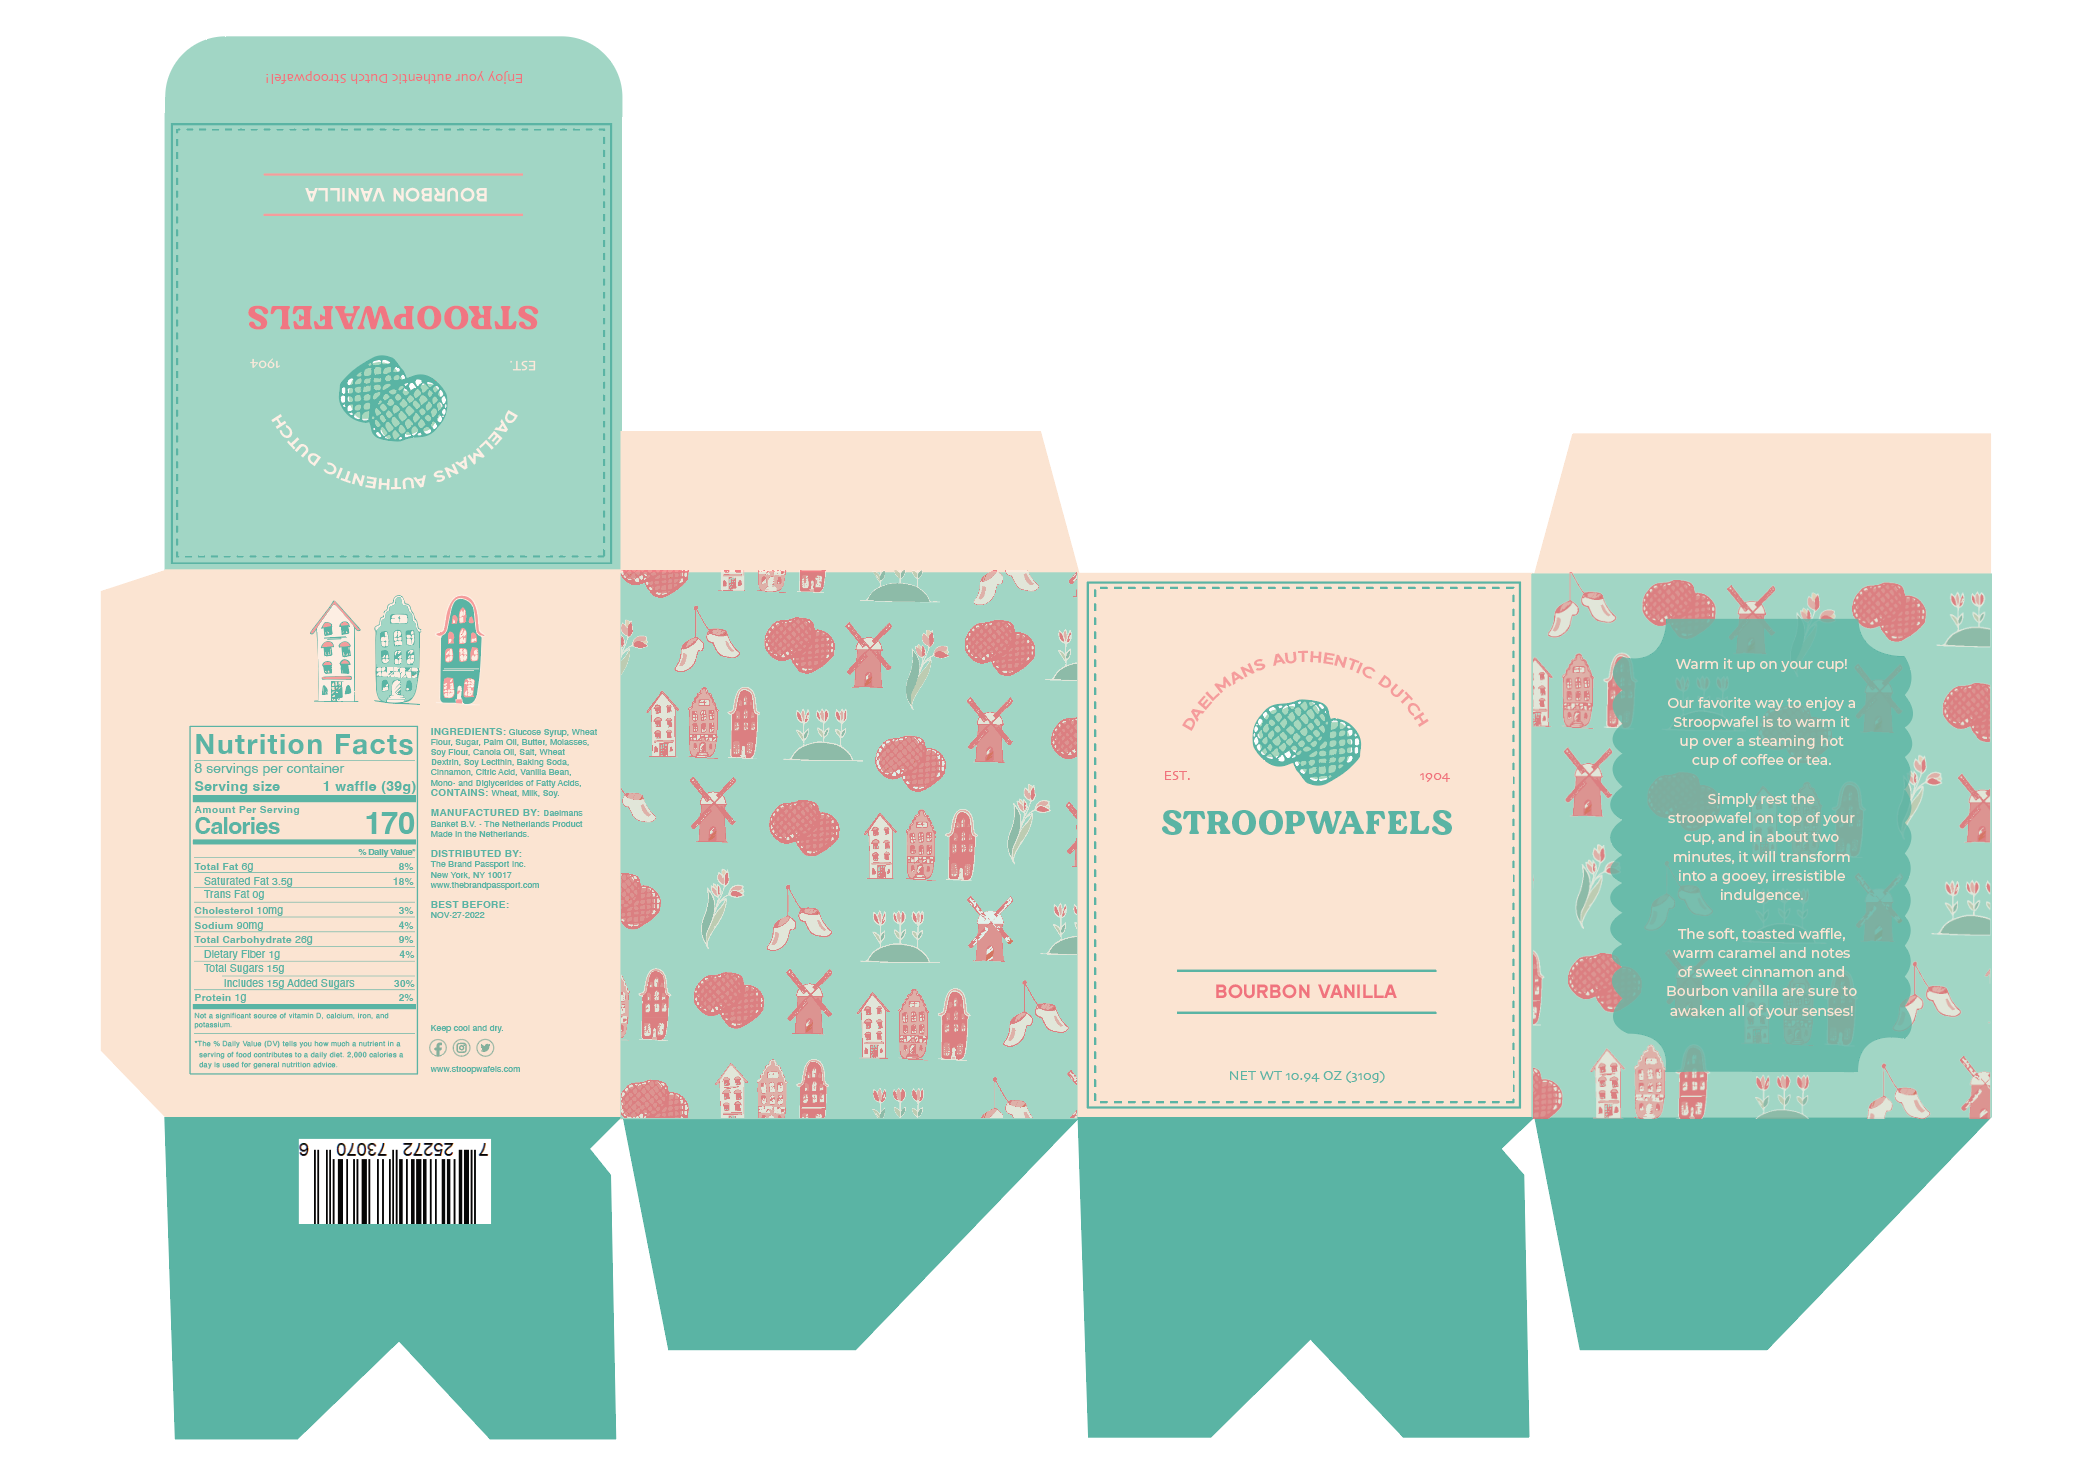 Enjoy your authentic Dutch Stroopwafel!
BOURBON VANILLA
STROOPWAFELS
EST. 1904
DAELMANS AUTHENTIC DUTCH
Nutrition Facts
8 servings per container
Serving size 1 waffle (39g)
Amount Per Serving
Calories 170
% Daily Value*
Total Fat 6g 8%
Saturated Fat 3.5g 18%
Trans Fat 0g
Cholesterol 10mg 3%
Sodium 90mg 4%
Total Carbohydrate 26g 9%
Dietary Fiber 1g 4%
Total Sugars 15g
Includes 15g Added Sugars 30%
Protein 1g 2%
Not a significant source of vitamin D, calcium, iron, and
potassium.
*The % Daily Value (DV) tells you how much a nutrient in a
serving of food contributes to a daily diet. 2,000 calories a
day is used for general nutrition advice.
INGREDIENTS: Glucose Syrup, Wheat
Flour, Sugar, Palm Oil, Butter, Molasses,
Soy Flour, Canola Oil, Salt, Wheat
Dextrin, Soy Lecithin, Baking Soda,
Cinnamon, Citric Acid, Vanilla Bean,
Mono- and Diglycerides of Fatty Acids,
CONTAINS: Wheat, Milk, Soy.
MANUFACTURED BY: Daelmans
Banket B.V. - The Netherlands Product
Made in the Netherlands.
DISTRIBUTED BY:
The Brand Passport Inc.
New York, NY 10017
www.thebrandpassport.com
BEST BEFORE:
NOV-27-2022
Keep cool and dry.
www.stroopwafels.com
7 25272 73070 6
DAELMANS AUTHENTIC DUTCH
EST. 1904
STROOPWAFELS
BOURBON VANILLA
NET WT 10.94 OZ (310g)
Warm it up on your cup!
Our favorite way to enjoy a
Stroopwafel is to warm it
up over a steaming hot
cup of coffee or tea.
Simply rest the
stroopwafel on top of your
cup, and in about two
minutes, it will transform
into a gooey, irresistible
indulgence.
The soft, toasted waffle,
warm caramel and notes
of sweet cinnamon and
Bourbon vanilla are sure to
awaken all of your senses!